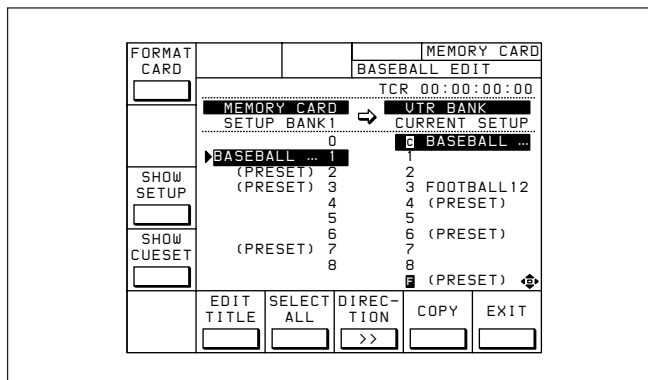 FORMAT
CARD
MEMORY CARD
BASEBALL EDIT
TCR 00:00:00:00
MEMORY CARD VTR BANK
SETUP BANK1 CURRENT SETUP
0 C BASEBALL …
BASEBALL … 1 1
(PRESET) 2 2
(PRESET) 3 3 FOOTBALL12
4 4 (PRESET)
5 5
6 6 (PRESET)
(PRESET) 7 7
8 8
F (PRESET)
SHOW
SETUP
SHOW
CUESET
EDIT
TITLE
SELECT
ALL
DIREC-
TION
>>
COPY
EXIT